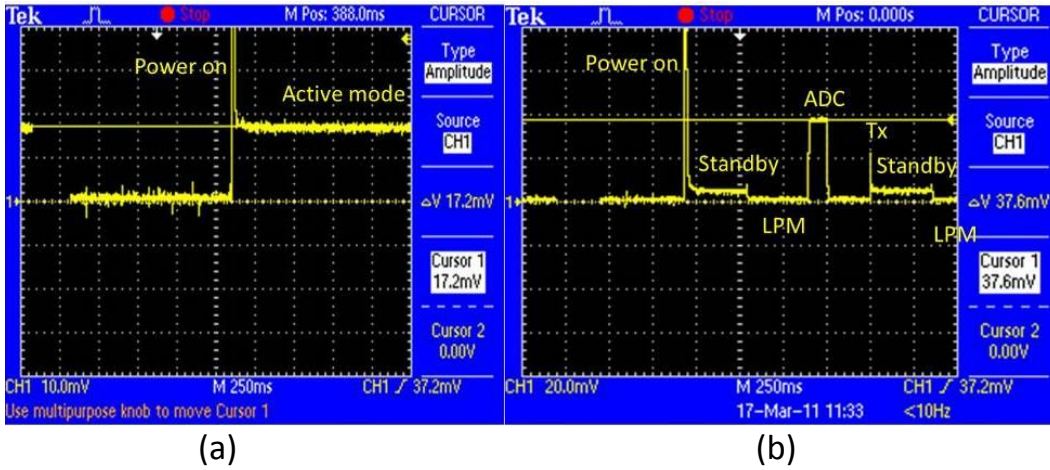 Tek Stop M Pos: 388.0ms CURSOR
Type
Amplitude
Source
CH1
△V 17.2mV
Cursor 1
17.2mV
Cursor 2
0.00V
Power on
Active mode
1
CH1 10.0mV M 250ms CH1 37.2mV
Use multipurpose knob to move Cursor 1
(a)
Tek Stop M Pos: 0.000s CURSOR
Type
Amplitude
Source
CH1
△V 37.6mV
Cursor 1
37.6mV
Cursor 2
0.00V
Power on
ADC
Tx
Standby
Standby
LPM
LPM
1
CH1 20.0mV M 250ms CH1 37.2mV
17-Mar-11 11:33 <10Hz
(b)